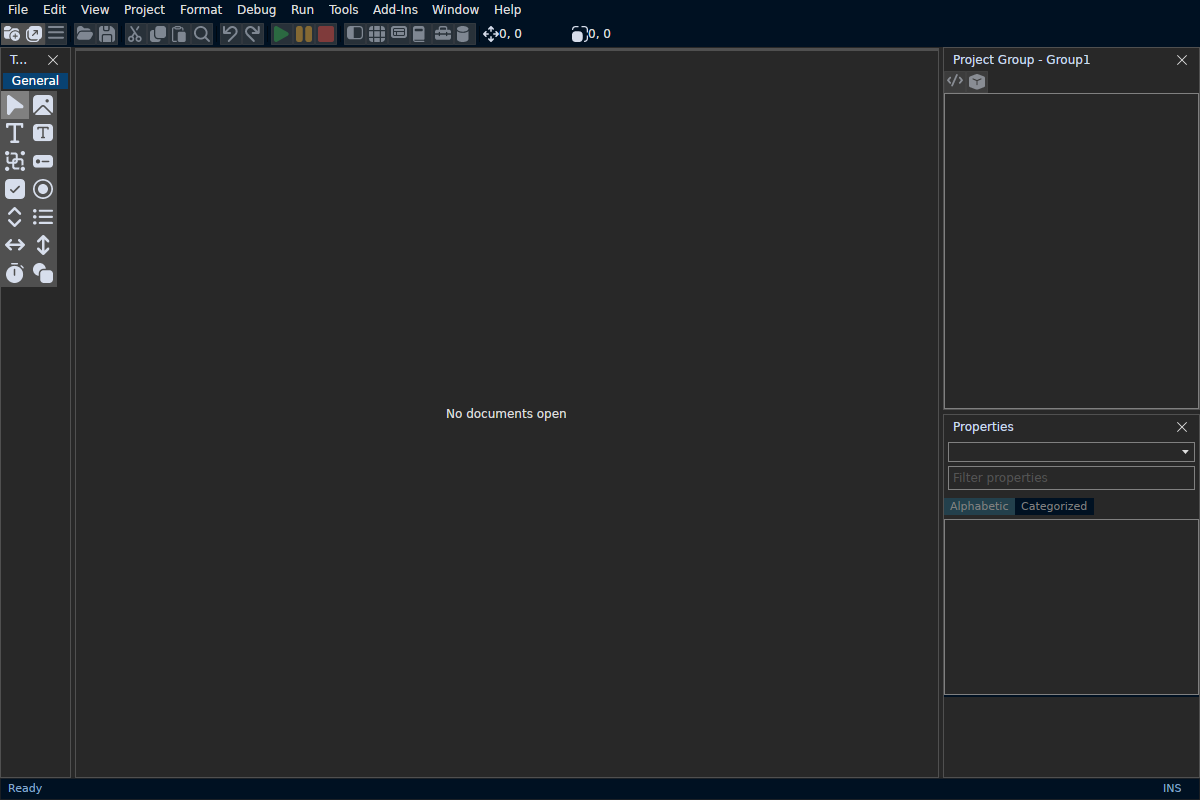 File Edit View Project Format Debug Run Tools Add-Ins Window Help
0, 0 0, 0
T...
General
No documents open
Project Group - Group1
Properties
Filter properties
Alphabetic Categorized
Ready INS